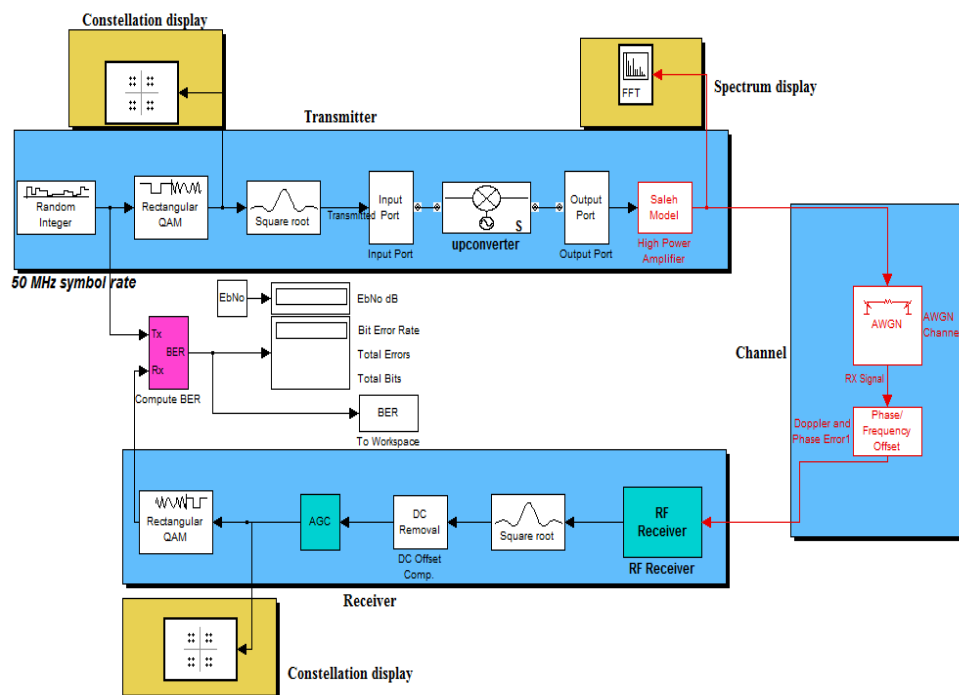 Constellation display
FFT
Spectrum display
Transmitter
Random
Integer
Rectangular
QAM
Square root
Transmitted
Input
Port
Input Port
S
upconverter
Output
Port
Output Port
Saleh
Model
High Power
Amplifier
50 MHz symbol rate
EbNo
EbNo dB
Tx
Rx
BER
Compute BER
Bit Error Rate
Total Errors
Total Bits
BER
To Workspace
Channel
AWGN
AWGN
Channel
RX Signal
Doppler and
Phase Error1
Phase/
Frequency
Offset
Rectangular
QAM
AGC
DC
Removal
DC Offset
Comp.
Square root
RF
Receiver
RF Receiver
Receiver
Constellation display